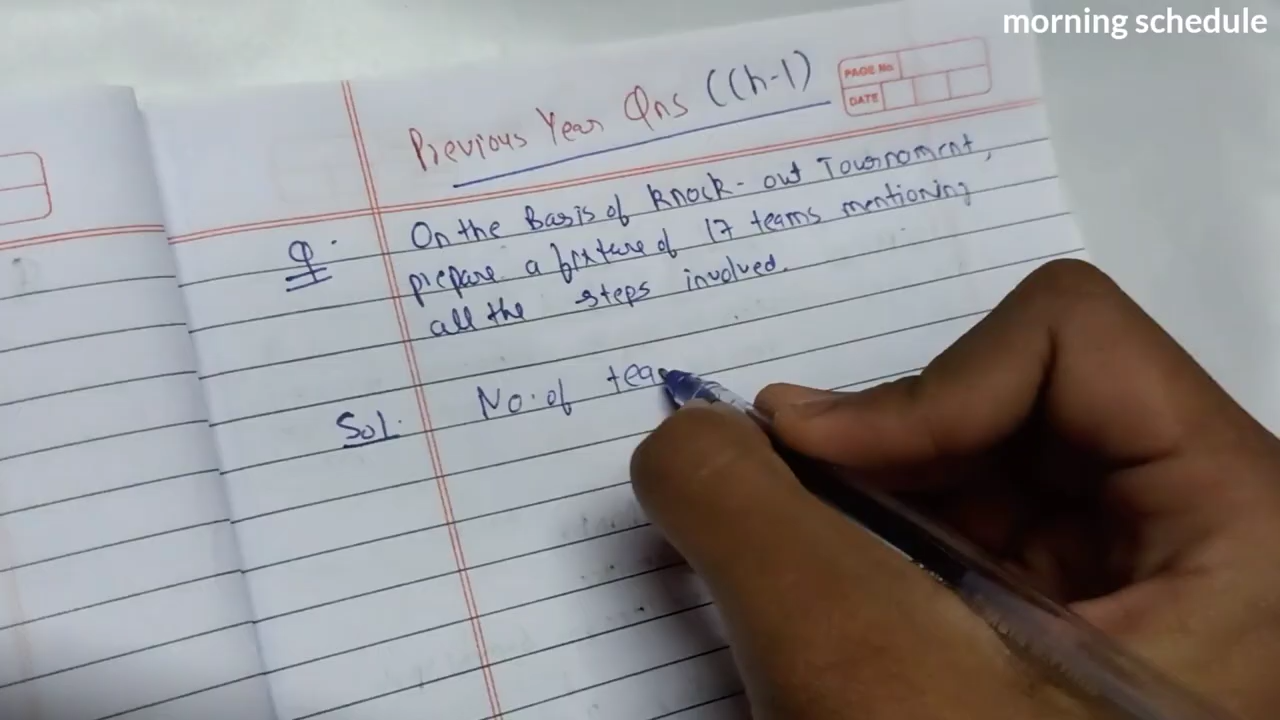 morning schedule
PAGE No.
DATE
Previous Year Qns (Ch-1)
Q. On the Basis of Knock-out Tournament,
prepare a fixture of 17 teams mentioning
all the steps involved.
Sol. No. of tea